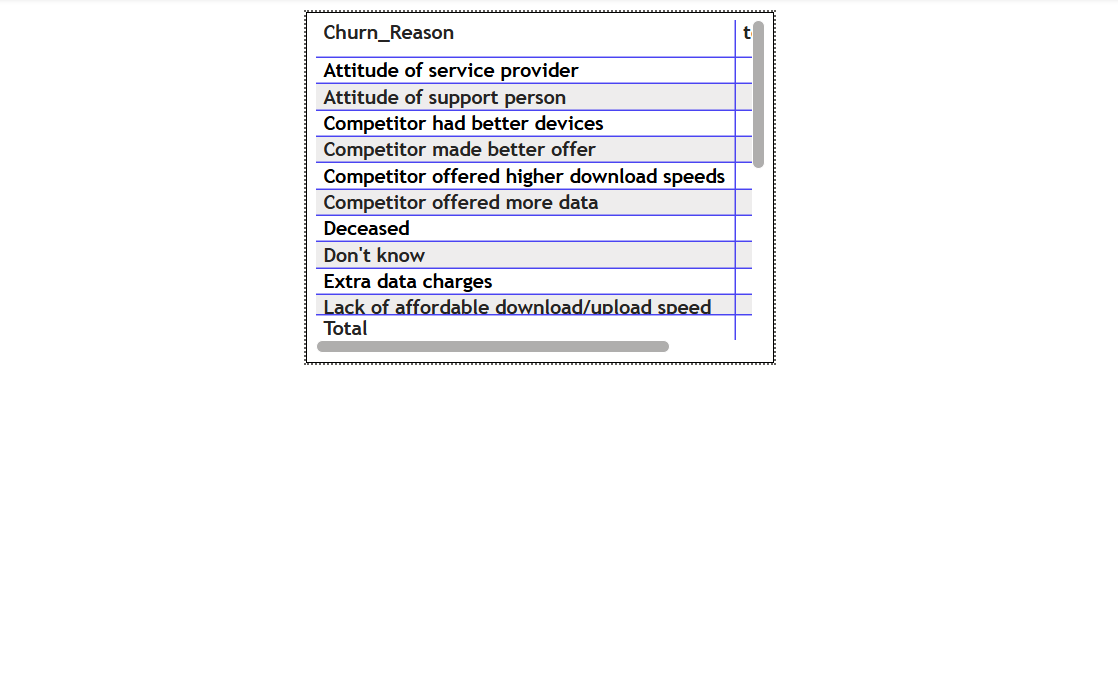 Churn_Reason
Attitude of service provider
Attitude of support person
Competitor had better devices
Competitor made better offer
Competitor offered higher download speeds
Competitor offered more data
Deceased
Don't know
Extra data charges
Lack of affordable download/upload speed
Total